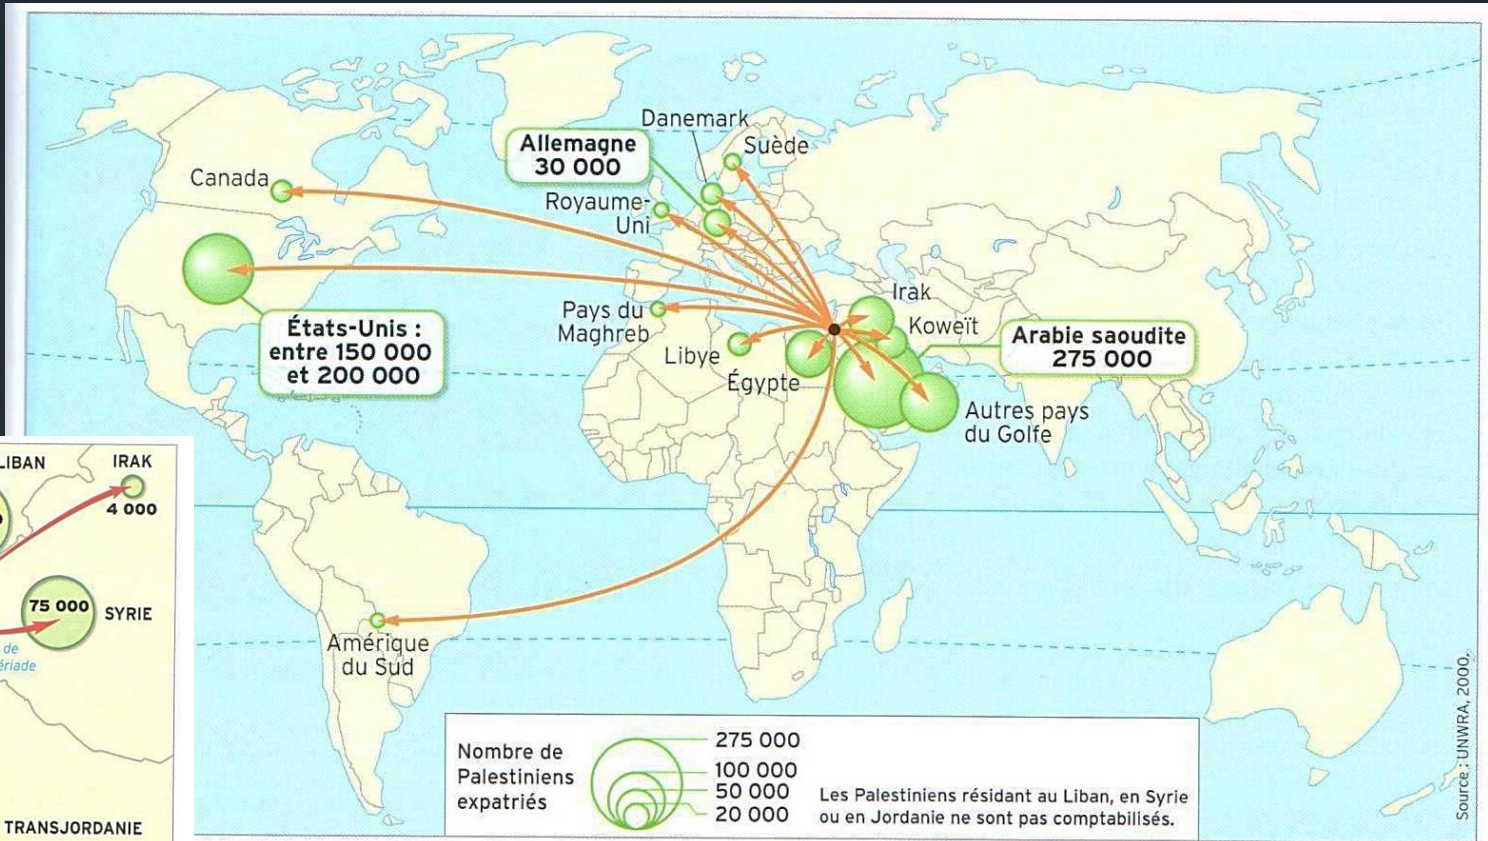 Danemark
Suède
Allemagne
30 000
Canada
Royaume-
Uni
Irak
Koweït
Pays du
Maghreb
Libye
Égypte
Arabie saoudite
275 000
États-Unis :
entre 150 000
et 200 000
Autres pays
du Golfe
LIBAN
IRAK
4 000
75 000
SYRIE
de
TRANSJORDANIE
Amérique
du Sud
Nombre de
Palestiniens
expatriés
275 000
100 000
50 000
20 000
Les Palestiniens résidant au Liban, en Syrie
ou en Jordanie ne sont pas comptabilisés.
Source : UNWRA, 2000.